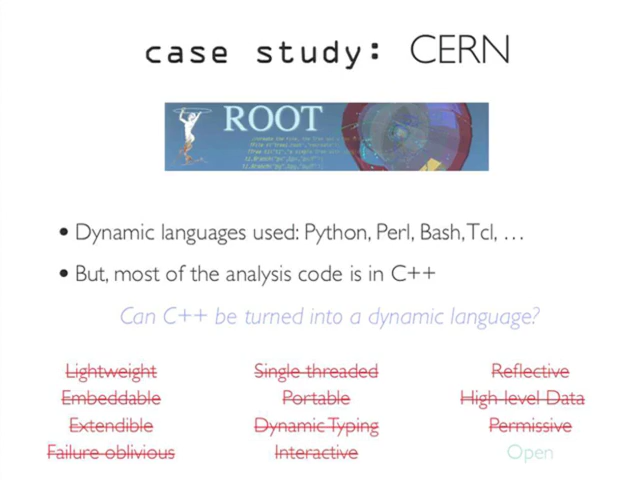 case study: CERN
ROOT
• Dynamic languages used: Python, Perl, Bash, Tcl, …
• But, most of the analysis code is in C++
Can C++ be turned into a dynamic language?
Lightweight Single threaded Reflective
Embeddable Portable High-level Data
Extendible Dynamic Typing Permissive
Failure oblivious Interactive Open